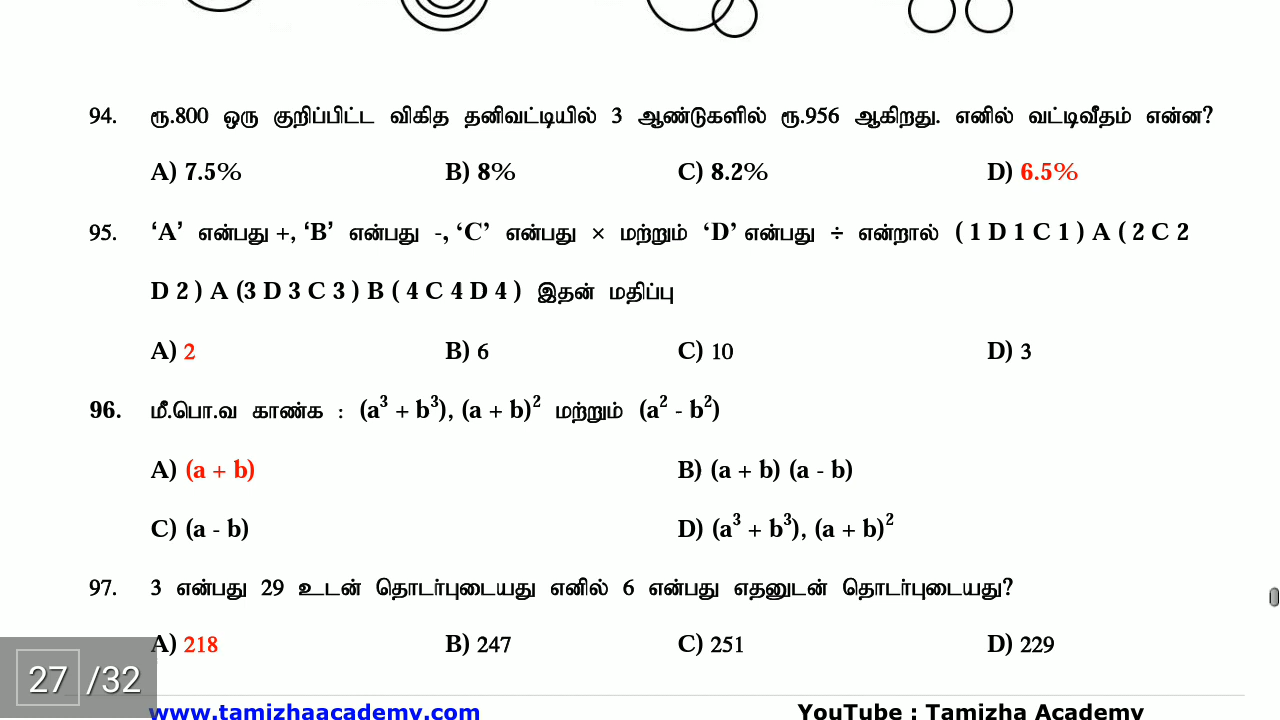 94. ரூ.800 ஒரு குறிப்பிட்ட விகித தனிவட்டியில் 3 ஆண்டுகளில் ரூ.956 ஆகிறது. எனில் வட்டிவீதம் என்ன?
A) 7.5% B) 8% C) 8.2% D) 6.5%
95. ‘A’ என்பது +, ‘B’ என்பது -, ‘C’ என்பது × மற்றும் ‘D’ என்பது ÷ என்றால் ( 1 D 1 C 1 ) A ( 2 C 2
D 2 ) A (3 D 3 C 3 ) B ( 4 C 4 D 4 ) இதன் மதிப்பு
A) 2 B) 6 C) 10 D) 3
96. மீ.பொ.வ காண்க : (a³ + b³), (a + b)² மற்றும் (a² - b²)
A) (a + b) B) (a + b) (a - b)
C) (a - b) D) (a³ + b³), (a + b)²
97. 3 என்பது 29 உடன் தொடர்புடையது எனில் 6 என்பது எதனுடன் தொடர்புடையது?
A) 218 B) 247 C) 251 D) 229
27 /32
www.tamizhaacademy.com YouTube : Tamizha Academy